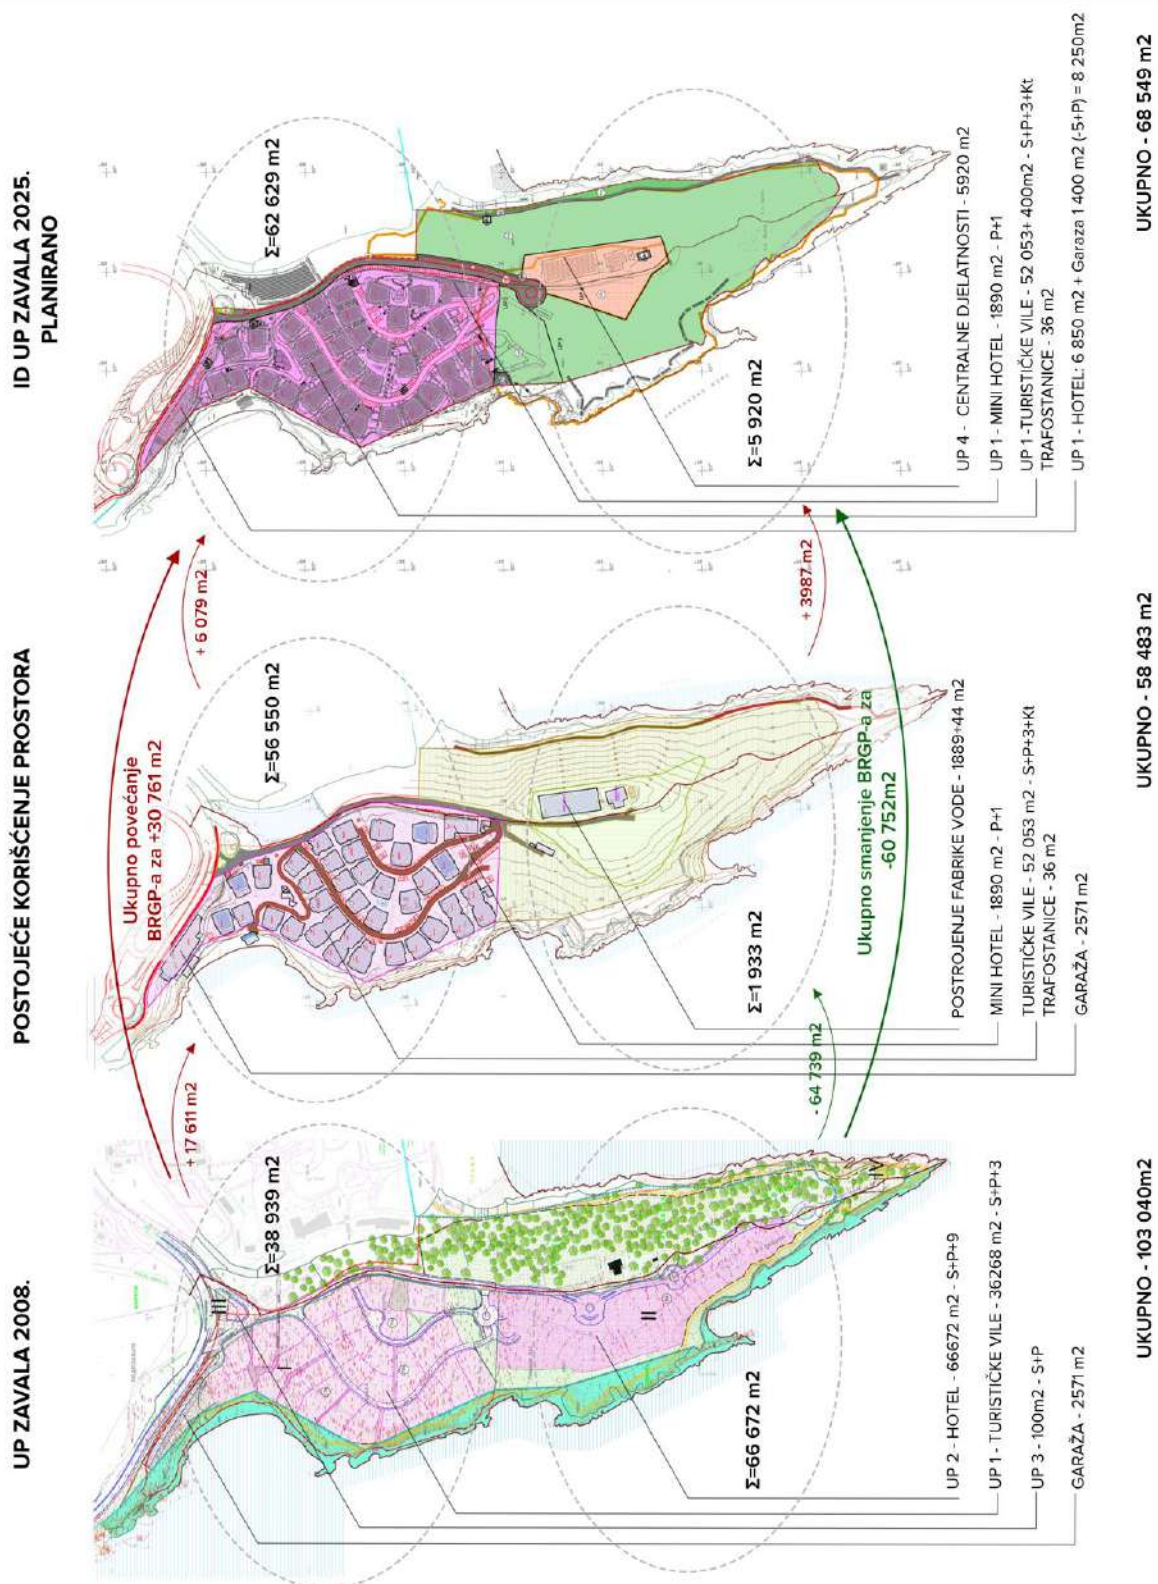 UP ZAVALA 2008.
Σ=38 939 m2
III
I
II
IV
Σ=66 672 m2
UP 2 - HOTEL - 66672 m2 - S+P+9
UP 1 - TURISTIČKE VILE - 36268 m2 - S+P+3
UP 3 - 100m2 - S+P
GARAŽA - 2571 m2
UKUPNO - 103 040m2
+ 17 611 m2
- 64 739 m2
Ukupno povećanje
BRGP-a za +30 761 m2
Ukupno smanjenje BRGP-a za
-60 752m2
POSTOJEĆE KORIŠĆENJE PROSTORA
Σ=56 550 m2
Σ=1 933 m2
POSTROJENJE FABRIKE VODE - 1889+44 m2
MINI HOTEL - 1890 m2 - P+1
TURISTIČKE VILE - 52 053 m2 - S+P+3+Kt
TRAFOSTANICE - 36 m2
GARAŽA - 2571 m2
UKUPNO - 58 483 m2
+ 6 079 m2
+ 3987 m2
ID UP ZAVALA 2025.
PLANIRANO
Σ=62 629 m2
Σ=5 920 m2
UP 4 - CENTRALNE DJELATNOSTI - 5920 m2
UP 1 - MINI HOTEL - 1890 m2 - P+1
UP 1 -TURISTIČKE VILE - 52 053+ 400m2 - S+P+3+Kt
TRAFOSTANICE - 36 m2
UP 1 - HOTEL: 6 850 m2 + Garaza 1 400 m2 (-5+P) = 8 250m2
UKUPNO - 68 549 m2